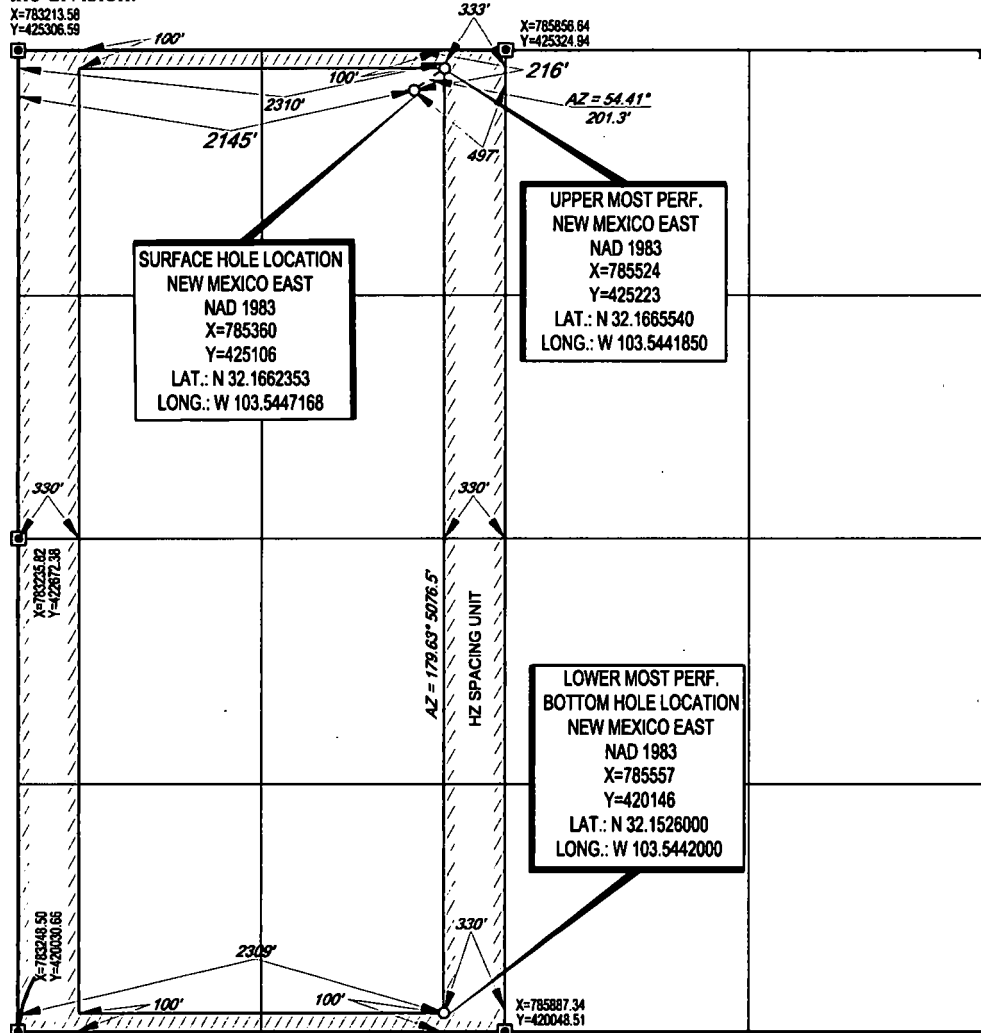 the division.
X=783213.58
Y=425306.59
100'
333'
X=785856.64
Y=425324.94
100'
216'
2310'
AZ = 54.41°
201.3'
2145'
497'
UPPER MOST PERF.
NEW MEXICO EAST
NAD 1983
X=785524
Y=425223
LAT.: N 32.1665540
LONG.: W 103.5441850
SURFACE HOLE LOCATION
NEW MEXICO EAST
NAD 1983
X=785360
Y=425106
LAT.: N 32.1662353
LONG.: W 103.5447168
330'
330'
X=783235.82
Y=422672.38
AZ = 179.63° 5076.5'
HZ SPACING UNIT
LOWER MOST PERF.
BOTTOM HOLE LOCATION
NEW MEXICO EAST
NAD 1983
X=785557
Y=420146
LAT.: N 32.1526000
LONG.: W 103.5442000
X=783248.50
Y=420030.66
2309'
330'
100'
100'
X=785887.34
Y=420048.51